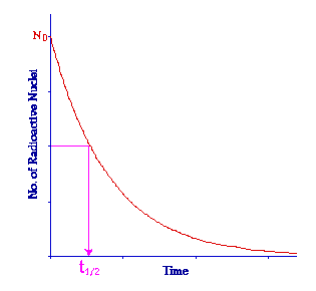 N₀
No. of Radioactive Nuclei
t₁/₂
Time